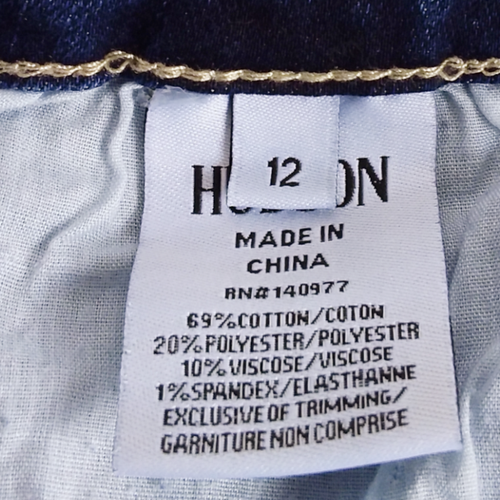 12
HUDSON
MADE IN
CHINA
RN#140977
69%COTTON/COTON
20%POLYESTER/POLYESTER
10%VISCOSE/VISCOSE
1%SPANDEX/ELASTHANNE
EXCLUSIVE OF TRIMMING/
GARNITURE NON COMPRISE